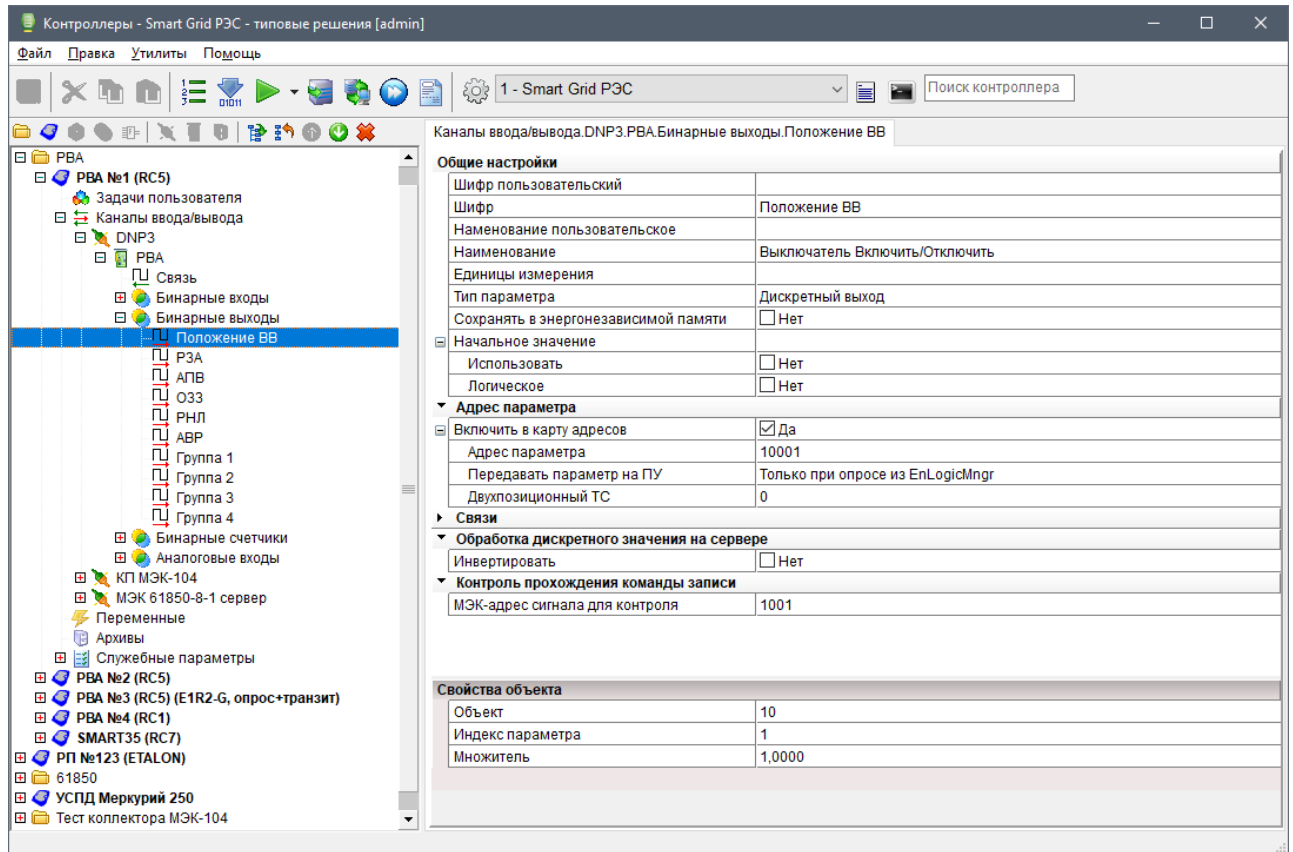 Контроллеры - Smart Grid РЭС - типовые решения [admin]
Файл Правка Утилиты Помощь
1 - Smart Grid РЭС
Поиск контроллера
РВА
РВА №1 (RC5)
Задачи пользователя
Каналы ввода/вывода
DNP3
РВА
Связь
Бинарные входы
Бинарные выходы
Положение ВВ
РЗА
АПВ
ОЗЗ
РНЛ
АВР
Группа 1
Группа 2
Группа 3
Группа 4
Бинарные счетчики
Аналоговые входы
КП МЭК-104
МЭК 61850-8-1 сервер
Переменные
Архивы
Служебные параметры
РВА №2 (RC5)
РВА №3 (RC5) (E1R2-G, опрос+транзит)
РВА №4 (RC1)
SMART35 (RC7)
РП №123 (ETALON)
61850
УСПД Меркурий 250
Тест коллектора МЭК-104
Каналы ввода/вывода.DNP3.РВА.Бинарные выходы.Положение ВВ
Общие настройки
Шифр пользовательский
Шифр Положение ВВ
Наменование пользовательское
Наименование Выключатель Включить/Отключить
Единицы измерения
Тип параметра Дискретный выход
Сохранять в энергонезависимой памяти Нет
Начальное значение
Использовать Нет
Логическое Нет
Адрес параметра
Включить в карту адресов Да
Адрес параметра 10001
Передавать параметр на ПУ Только при опросе из EnLogicMngr
Двухпозиционный ТС 0
Связи
Обработка дискретного значения на сервере
Инвертировать Нет
Контроль прохождения команды записи
МЭК-адрес сигнала для контроля 1001
Свойства объекта
Объект 10
Индекс параметра 1
Множитель 1,0000